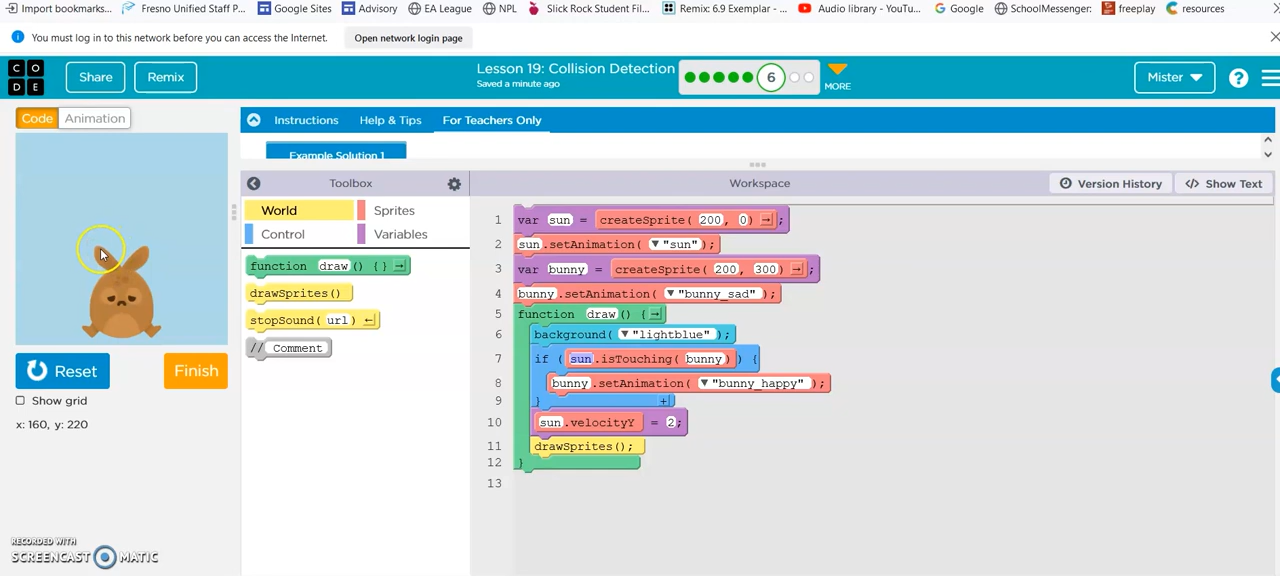 Import bookmarks... Fresno Unified Staff P... Google Sites Advisory EA League NPL Slick Rock Student Fil... Remix: 6.9 Exemplar - ... Audio library - YouTu... Google SchoolMessenger: freeplay resources
You must log in to this network before you can access the Internet. Open network login page
C O
D E
Share
Remix
Lesson 19: Collision Detection
Saved a minute ago
6
MORE
Mister
?
Code
Animation
Instructions
Help & Tips
For Teachers Only
Example Solution 1
Toolbox
Workspace
Version History
Show Text
World
Sprites
Control
Variables
function draw() { }
drawSprites()
stopSound( url )
// Comment
1 var sun = createSprite( 200, 0) ;
2 sun.setAnimation( "sun" );
3 var bunny = createSprite( 200, 300) ;
4 bunny.setAnimation( "bunny_sad" );
5 function draw() {
6 background( "lightblue" );
7 if ( sun.isTouching( bunny) ) {
8 bunny.setAnimation( "bunny_happy" );
9 }
10 sun.velocityY = 2;
11 drawSprites();
12 }
13
Reset
Finish
Show grid
x: 160, y: 220
RECORDED WITH
SCREENCAST MATIC